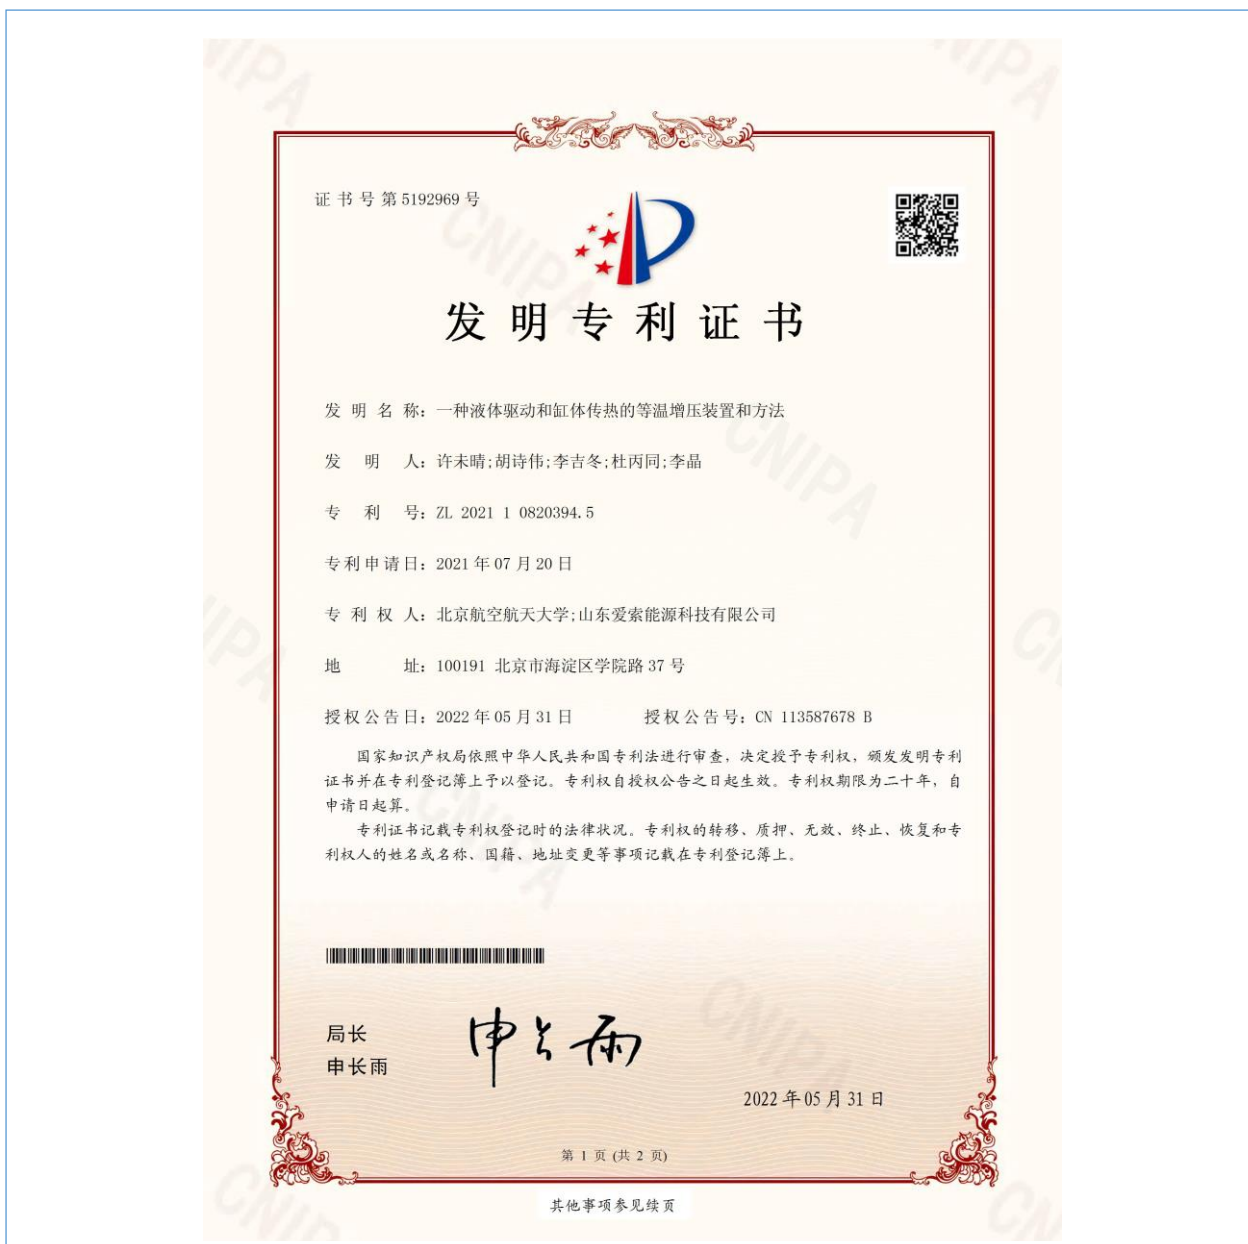 证书号第5192969号
发明专利证书
发明名称：一种液体驱动和缸体传热的等温增压装置和方法
发明人：许未晴;胡诗伟;李吉冬;杜丙同;李晶
专利号：ZL 2021 1 0820394.5
专利申请日：2021年07月20日
专利权人：北京航空航天大学;山东爱索能源科技有限公司
地址：100191 北京市海淀区学院路37号
授权公告日：2022年05月31日 授权公告号：CN 113587678 B
国家知识产权局依照中华人民共和国专利法进行审查，决定授予专利权，颁发发明专利
证书并在专利登记簿上予以登记。专利权自授权公告之日起生效。专利权期限为二十年，自
申请日起算。
专利证书记载专利权登记时的法律状况。专利权的转移、质押、无效、终止、恢复和专
利权人的姓名或名称、国籍、地址变更等事项记载在专利登记簿上。
局长
申长雨
申长雨
2022年05月31日
第 1 页 (共 2 页)
其他事项参见续页
CNIPA
CNIPA
CNIPA
CNIPA
CNIPA